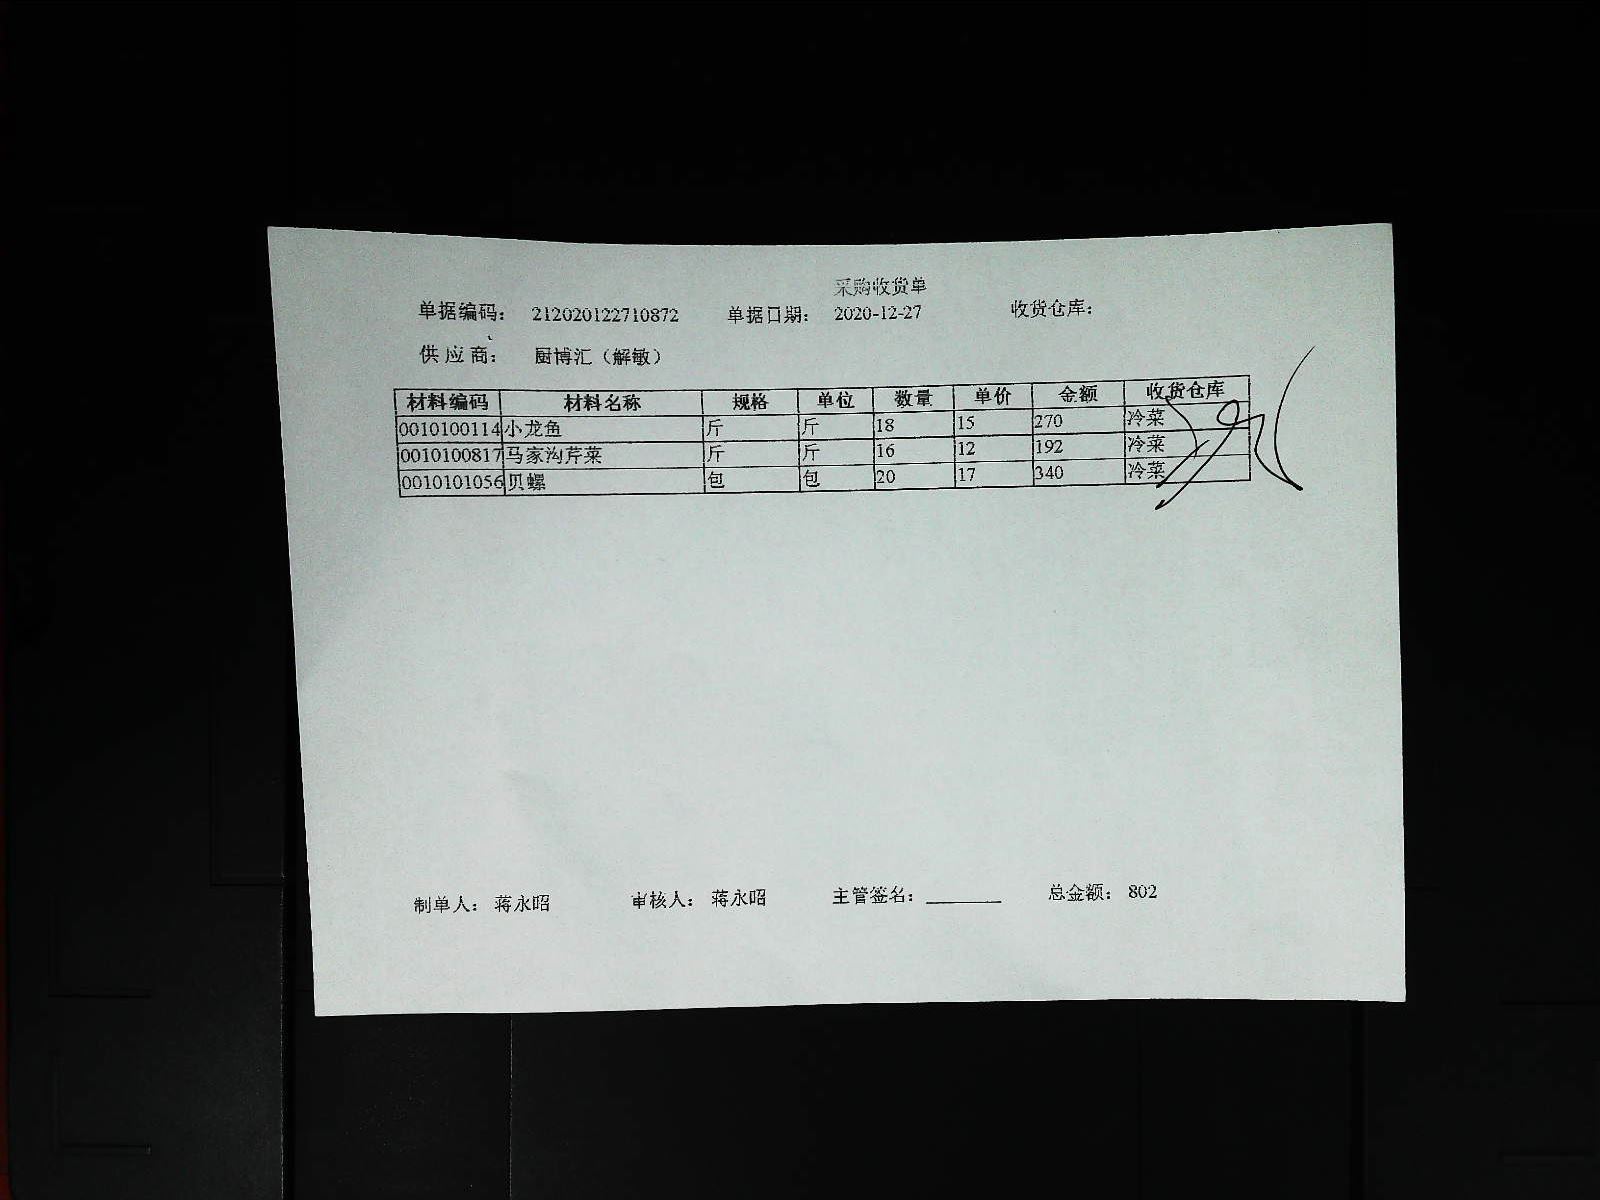 采购收货单
单据编码： 212020122710872 单据日期： 2020-12-27 收货仓库：
供应商： 厨博汇（解敏）
材料编码 材料名称 规格 单位 数量 单价 金额 收货仓库
0010100114 小龙鱼 斤 斤 18 15 270 冷菜
0010100817 马家沟芹菜 斤 斤 16 12 192 冷菜
0010101056 贝螺 包 包 20 17 340 冷菜
制单人： 蒋永昭 审核人： 蒋永昭 主管签名：______ 总金额： 802